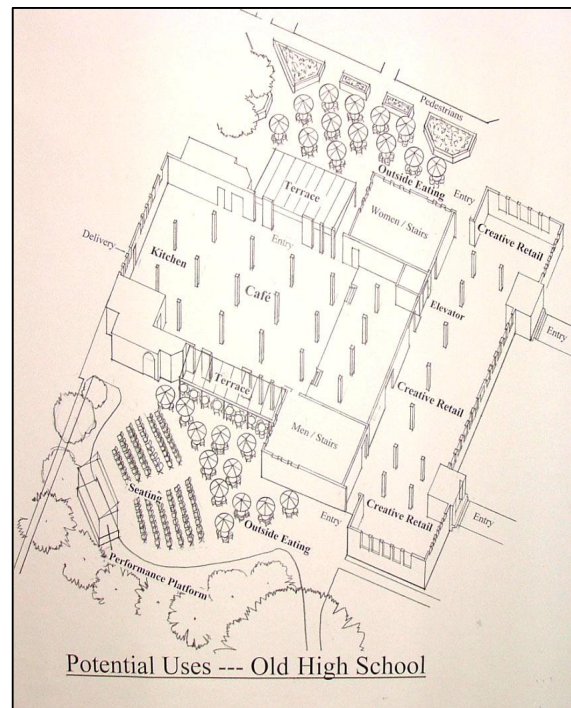 Pedestrians
Outside Eating
Entry
Terrace
Women / Stairs
Creative Retail
Delivery
Kitchen
Entry
Café
Elevator
Entry
Terrace
Creative Retail
Men / Stairs
Seating
Outside Eating
Entry
Creative Retail
Entry
Performance Platform
Potential Uses --- Old High School